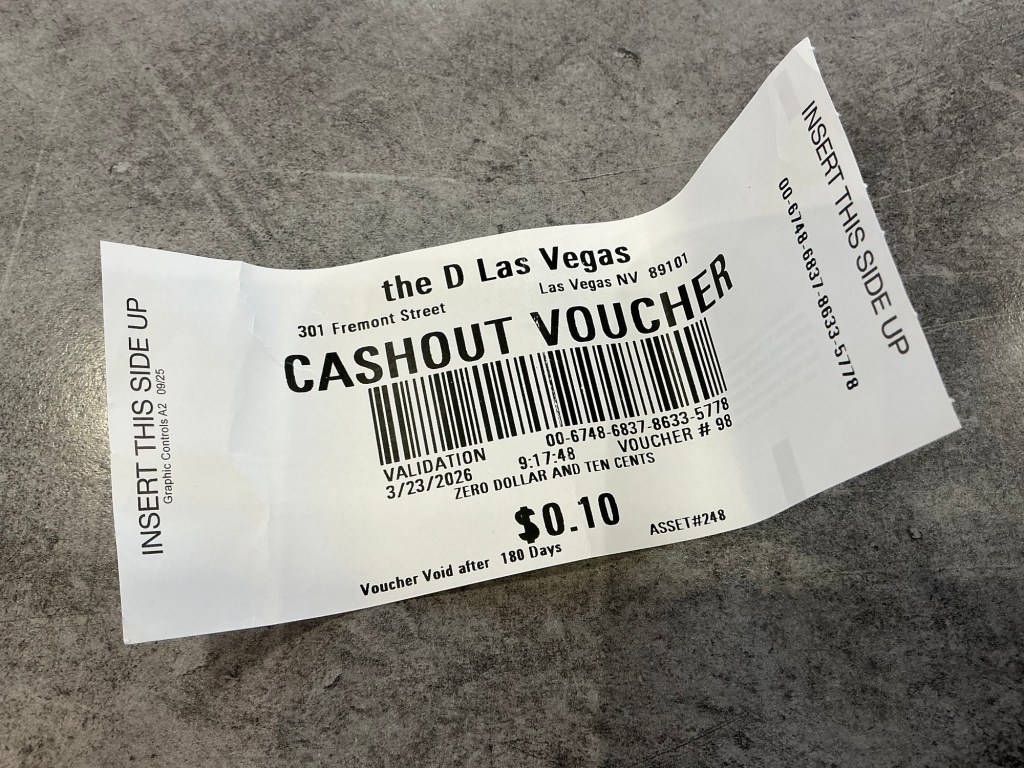 the D Las Vegas
301 Fremont Street Las Vegas NV 89101
CASHOUT VOUCHER
00-6748-6837-8633-5778
VALIDATION 9:17:48 VOUCHER # 98
3/23/2026 ZERO DOLLAR AND TEN CENTS
$0.10
Voucher Void after 180 Days ASSET#248
INSERT THIS SIDE UP
Graphic Controls A2 09/25
INSERT THIS SIDE UP
00-6748-6837-8633-5778